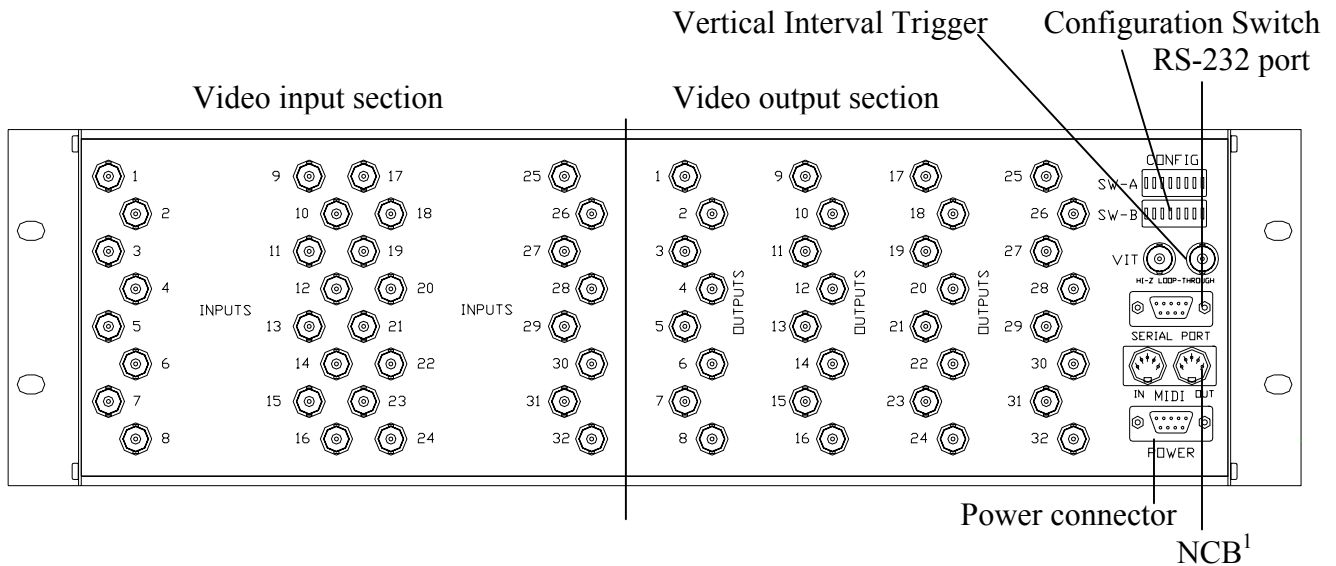 Vertical Interval Trigger
Configuration Switch
RS-232 port
Video input section
Video output section
CONFIG
1 9 17 25 1 9 17 25 SW-A
2 10 18 26 2 10 18 26 SW-B
3 11 19 27 3 11 19 27 VIT
HI-Z LOOP-THROUGH
4 12 20 28 4 12 20 28
INPUTS INPUTS OUTPUTS OUTPUTS OUTPUTS
5 13 21 29 5 13 21 29
SERIAL PORT
6 14 22 30 6 14 22 30
7 15 23 31 7 15 23 31
IN MIDI OUT
8 16 24 32 8 16 24 32
POWER
Power connector
NCB1